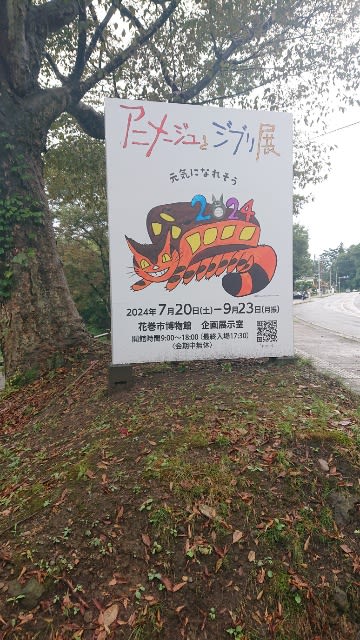 アニメージュとジブリ展
元気になれそう
2024
2024年7月20日(土)−9月23日(月振)
花巻市博物館　企画展示室
開館時間9:00〜18:00(最終入場17:30)
〈会期中無休〉